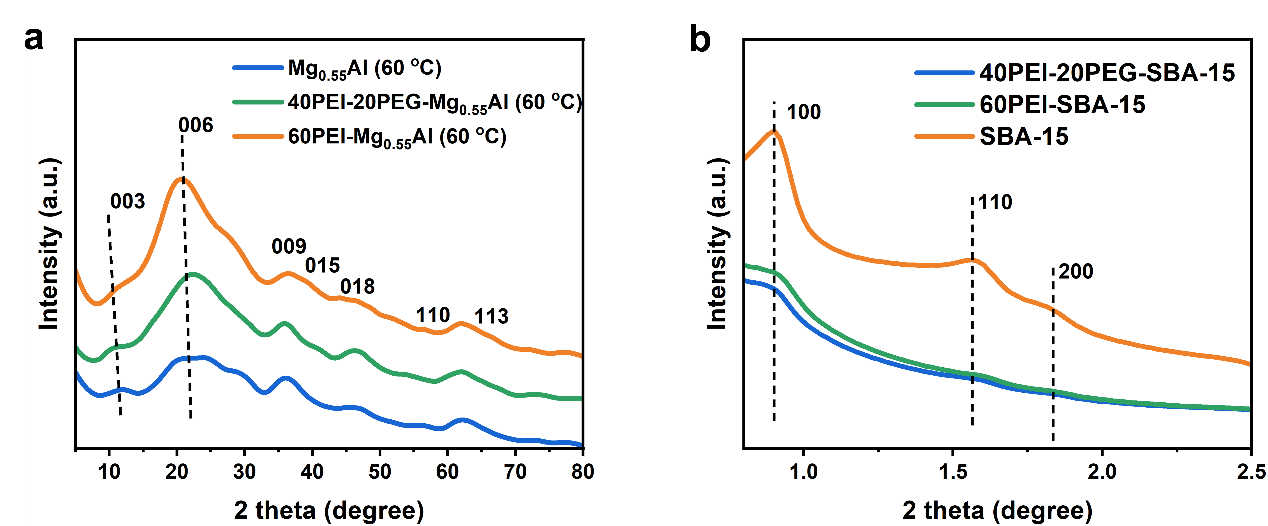 a
Mg0.55Al (60 °C)
40PEI-20PEG-Mg0.55Al (60 °C)
60PEI-Mg0.55Al (60 °C)
006
003
009
015
018
110
113
Intensity (a.u.)
10 20 30 40 50 60 70 80
2 theta (degree)
b
40PEI-20PEG-SBA-15
60PEI-SBA-15
SBA-15
100
110
200
Intensity (a.u.)
1.0 1.5 2.0 2.5
2 theta (degree)